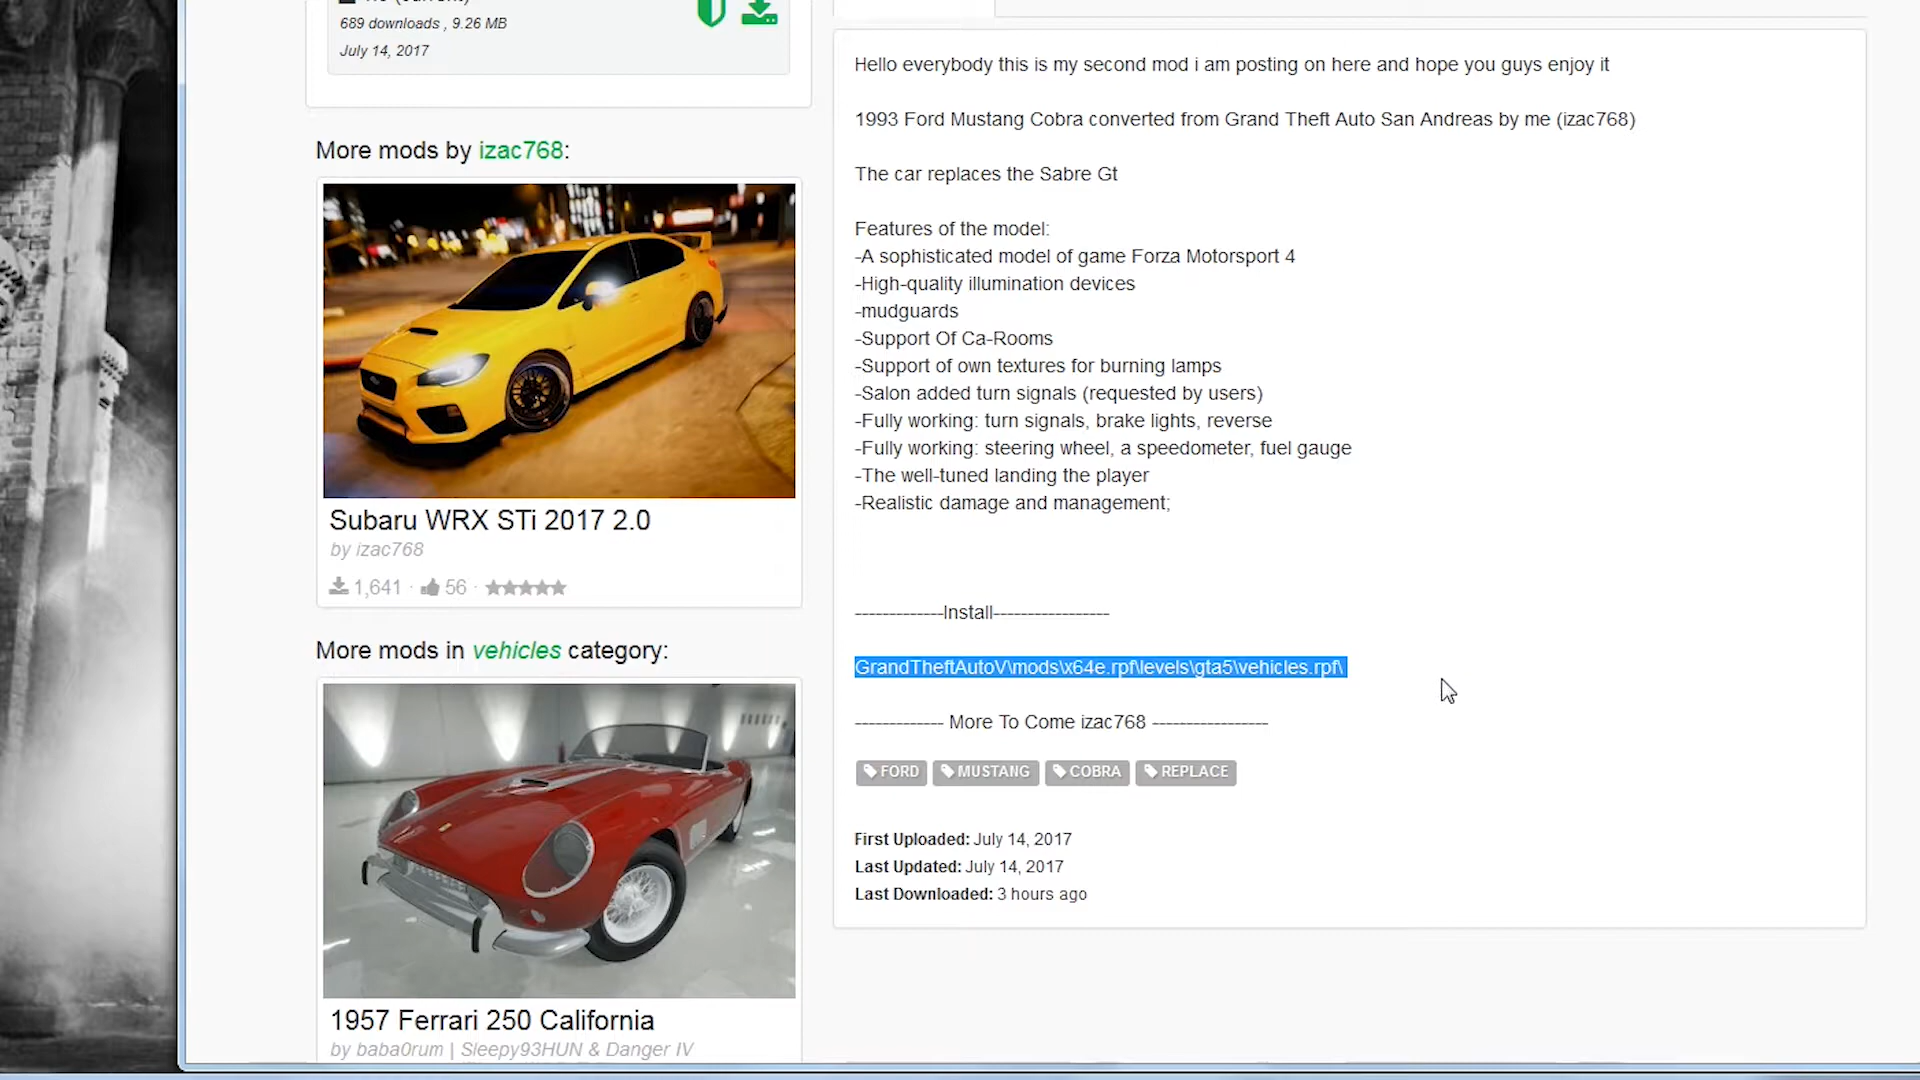 689 downloads , 9.26 MB
July 14, 2017
More mods by izac768:
Subaru WRX STi 2017 2.0
by izac768
1,641 · 56 ·
More mods in vehicles category:
1957 Ferrari 250 California
by baba0rum | Sleepy93HUN & Danger IV
Hello everybody this is my second mod i am posting on here and hope you guys enjoy it
1993 Ford Mustang Cobra converted from Grand Theft Auto San Andreas by me (izac768)
The car replaces the Sabre Gt
Features of the model:
-A sophisticated model of game Forza Motorsport 4
-High-quality illumination devices
-mudguards
-Support Of Ca-Rooms
-Support of own textures for burning lamps
-Salon added turn signals (requested by users)
-Fully working: turn signals, brake lights, reverse
-Fully working: steering wheel, a speedometer, fuel gauge
-The well-tuned landing the player
-Realistic damage and management;
-------------Install-----------------
GrandTheftAutoV\mods\x64e.rpf\levels\gta5\vehicles.rpf\
------------- More To Come izac768 -----------------
FORD MUSTANG COBRA REPLACE
First Uploaded: July 14, 2017
Last Updated: July 14, 2017
Last Downloaded: 3 hours ago